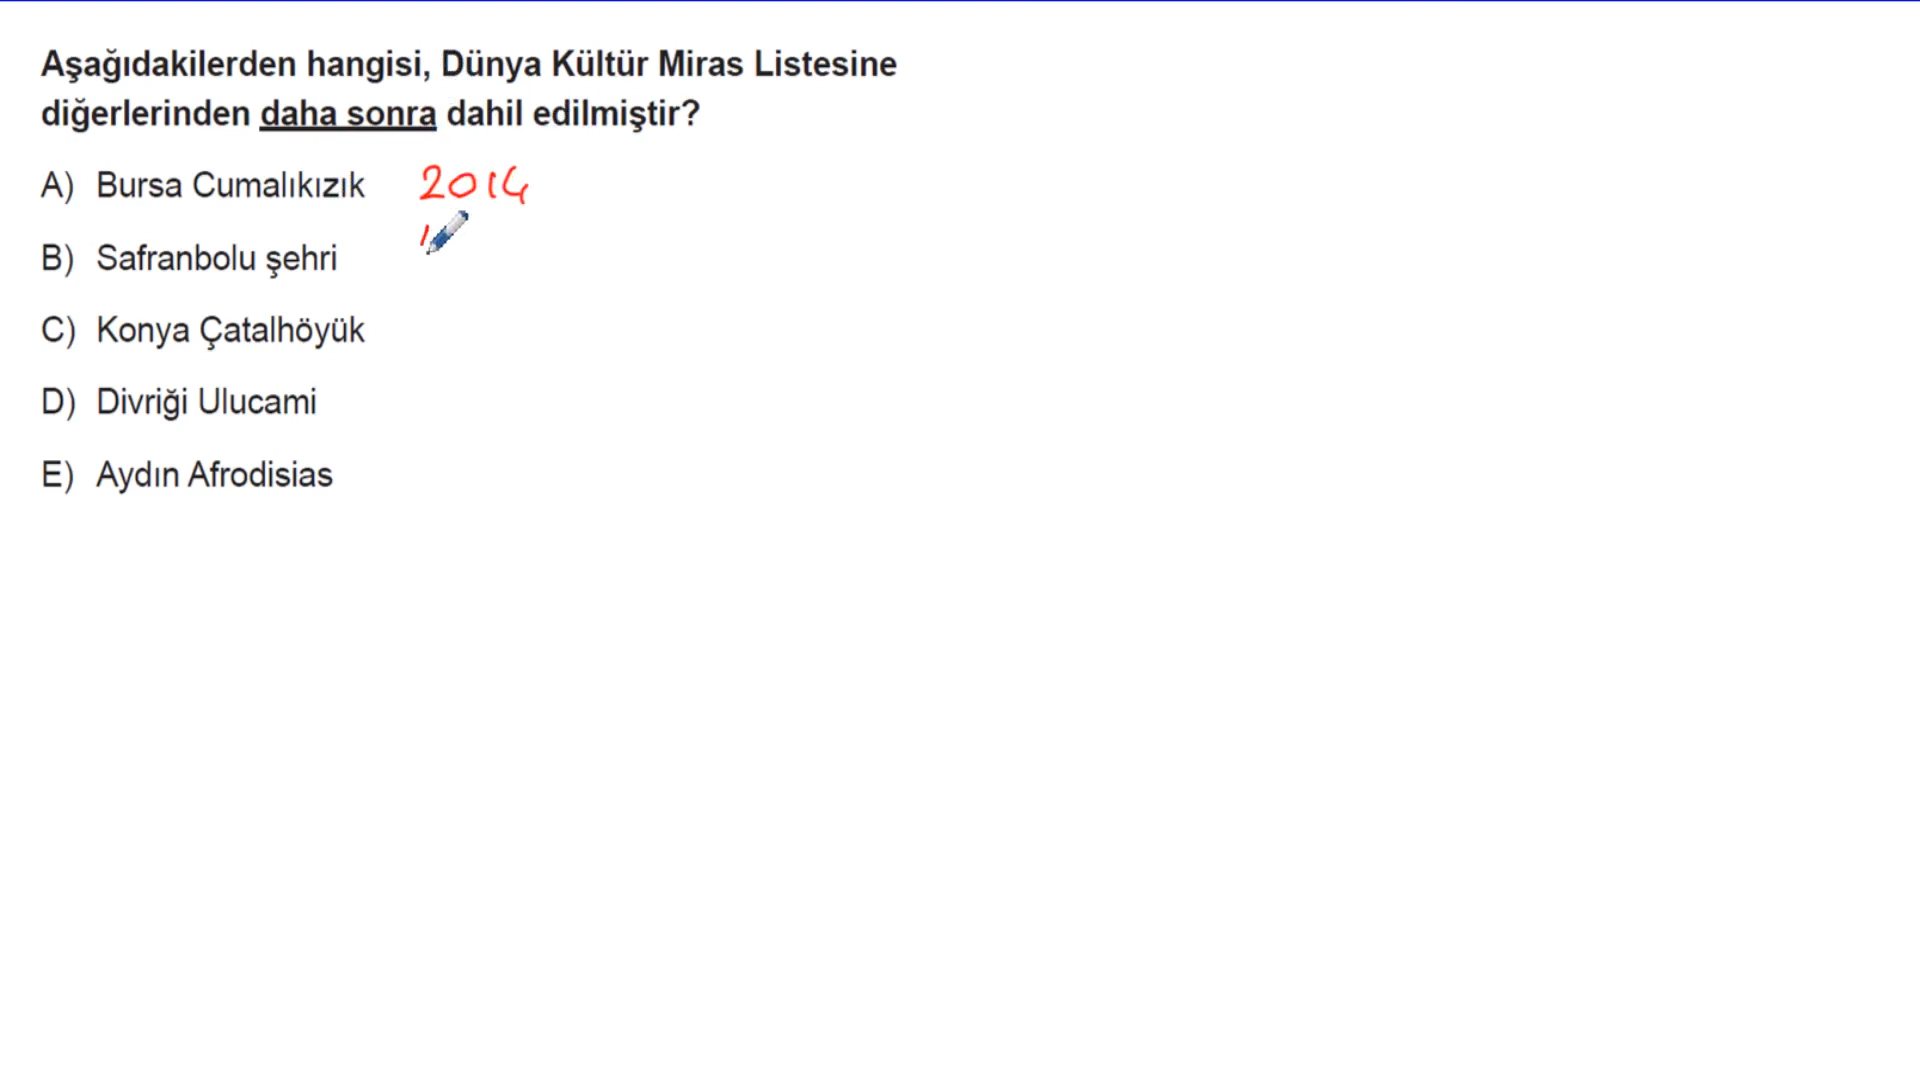 Aşağıdakilerden hangisi, Dünya Kültür Miras Listesine
diğerlerinden daha sonra dahil edilmiştir?
A) Bursa Cumalıkızık 2014
B) Safranbolu şehri
C) Konya Çatalhöyük
D) Divriği Ulucami
E) Aydın Afrodisias